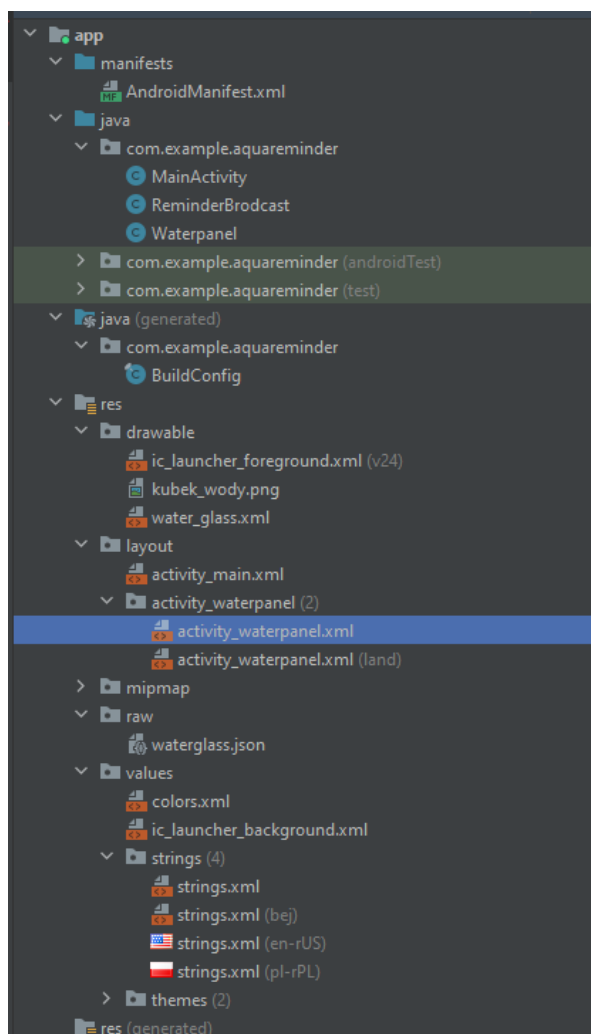 app
manifests
AndroidManifest.xml
java
com.example.aquareminder
MainActivity
ReminderBrodcast
Waterpanel
com.example.aquareminder (androidTest)
com.example.aquareminder (test)
java (generated)
com.example.aquareminder
BuildConfig
res
drawable
ic_launcher_foreground.xml (v24)
kubek_wody.png
water_glass.xml
layout
activity_main.xml
activity_waterpanel (2)
activity_waterpanel.xml
activity_waterpanel.xml (land)
mipmap
raw
waterglass.json
values
colors.xml
ic_launcher_background.xml
strings (4)
strings.xml
strings.xml (bej)
strings.xml (en-rUS)
strings.xml (pl-rPL)
themes (2)
res (generated)